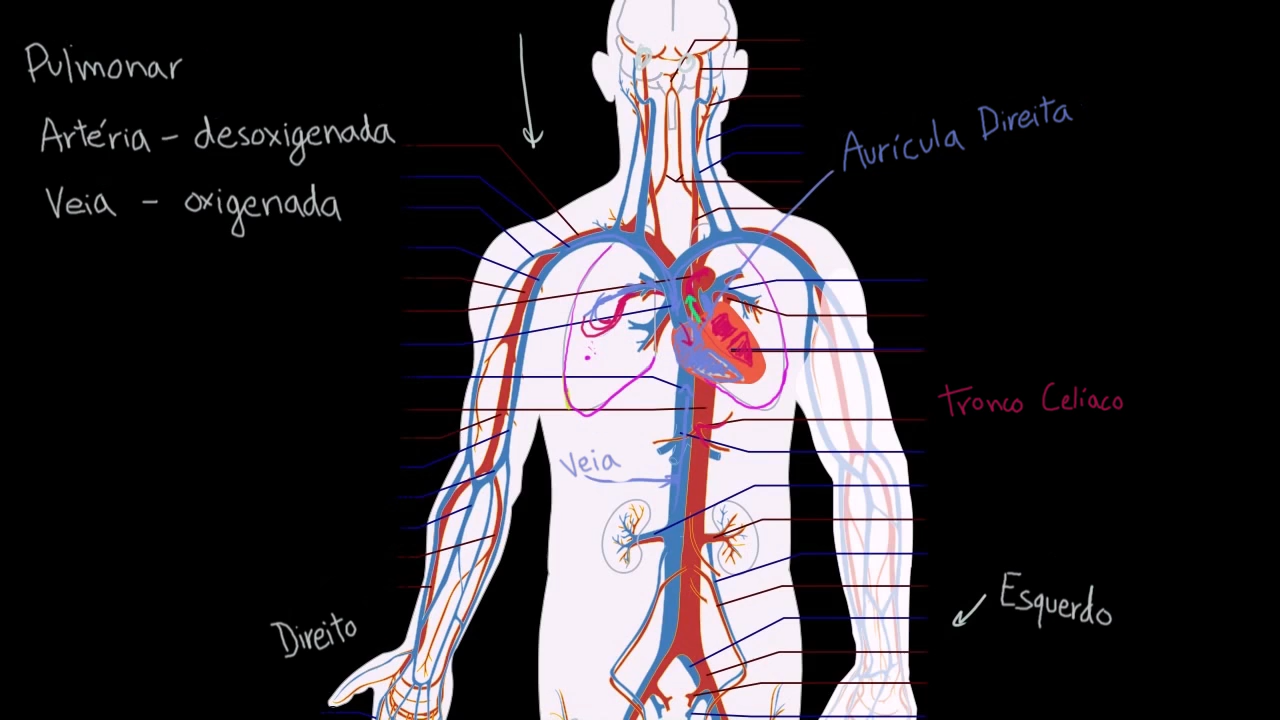 Pulmonar
Artéria - desoxigenada
Veia - oxigenada
Aurícula Direita
Tronco Celíaco
Veia
Direito
Esquerdo